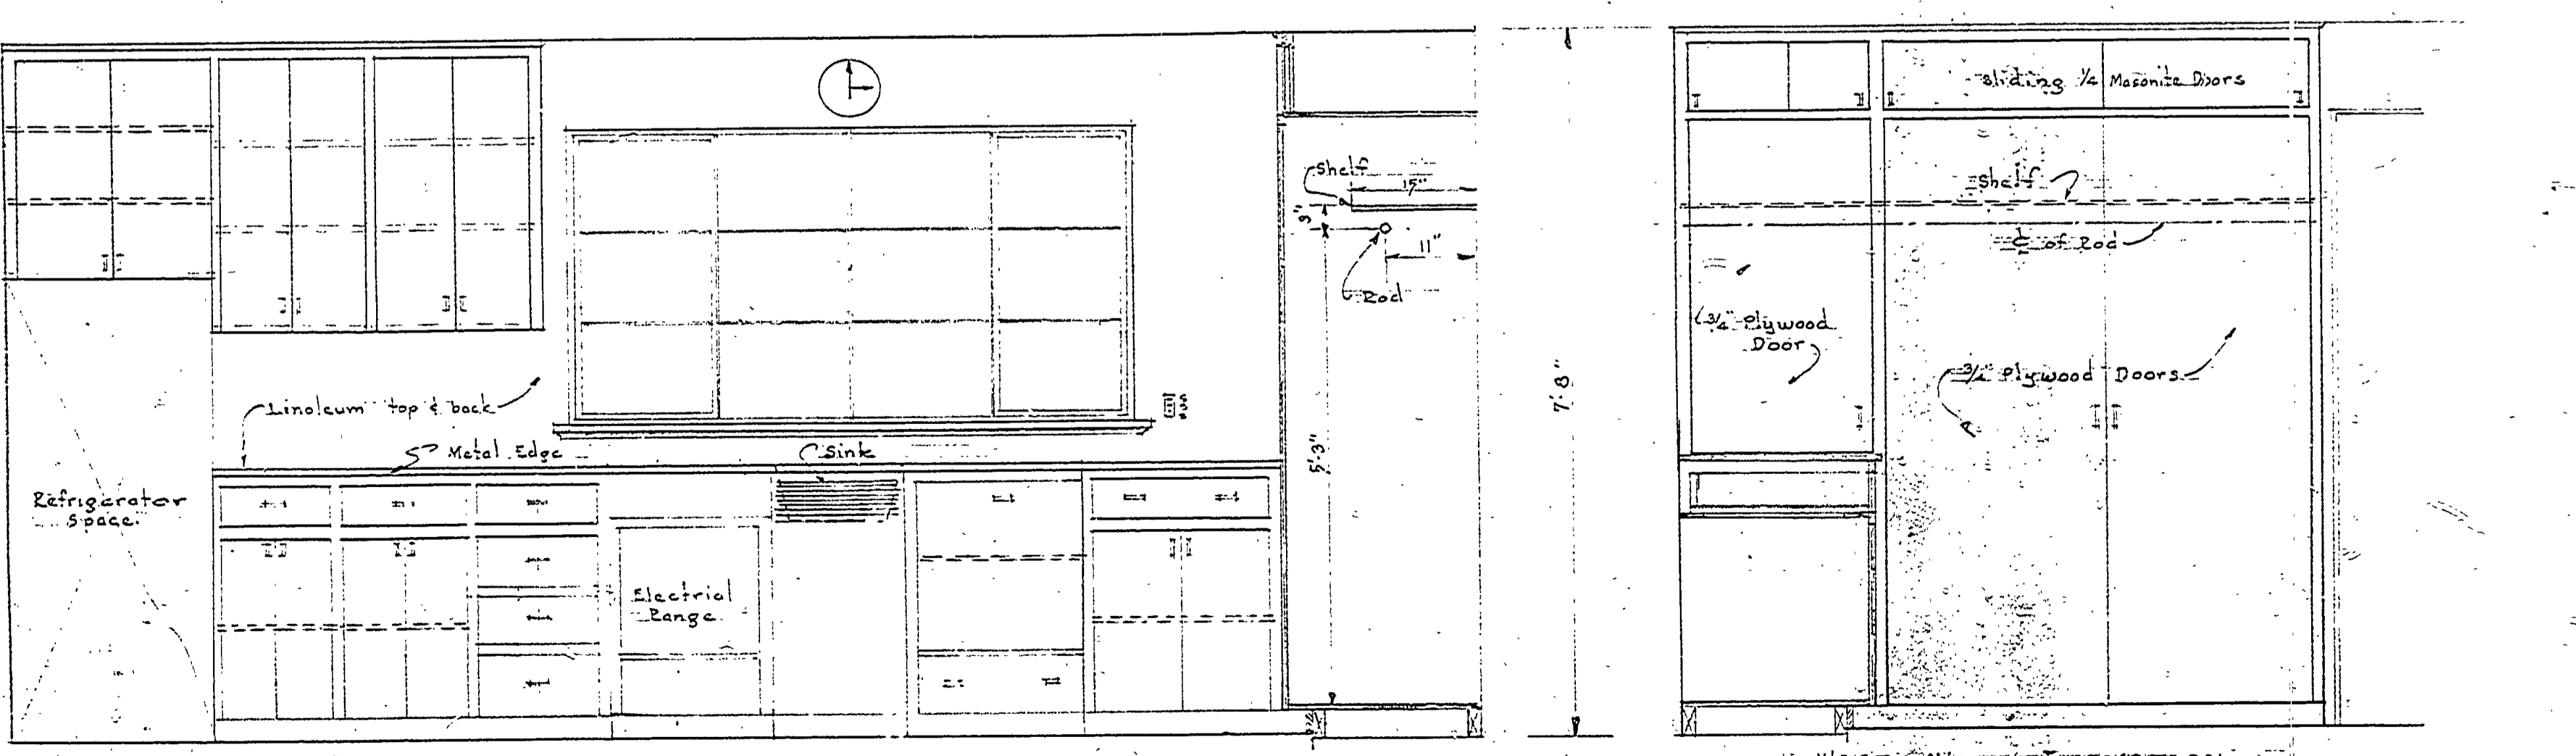 Linoleum top & back
Metal Edge
Sink
Refrigerator
Space.
Electrial
Range
Shelf
15"
3"
11"
Rod
5'-3"
7'-8"
Sliding 1/4 Masonite Doors
Shelf
℄ of Rod
3/4" Plywood
Door
3/4" Plywood Doors